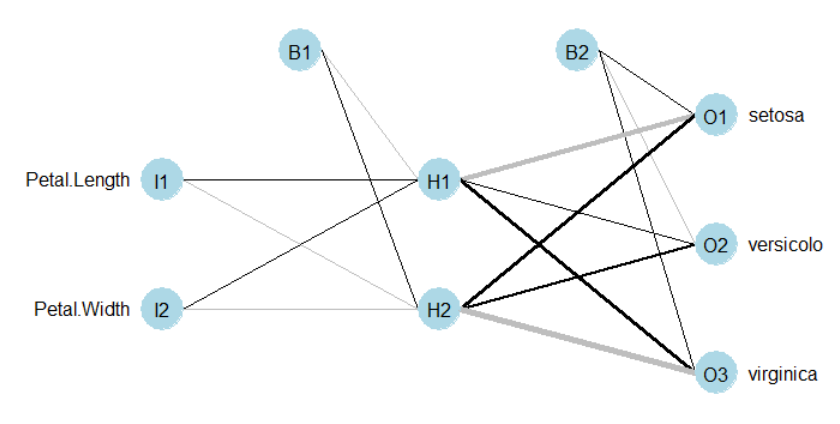 B1
B2
O1 setosa
Petal.Length I1
H1
O2 versicolo
Petal.Width I2
H2
O3 virginica